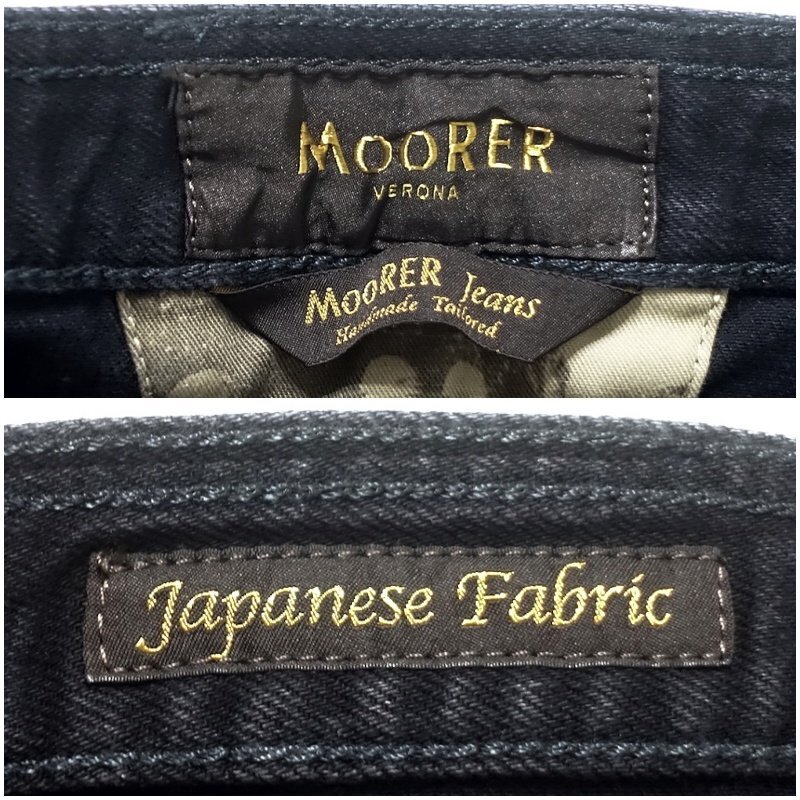 MOORER
VERONA
MOORER Jeans
Handmade Tailored
Japanese Fabric